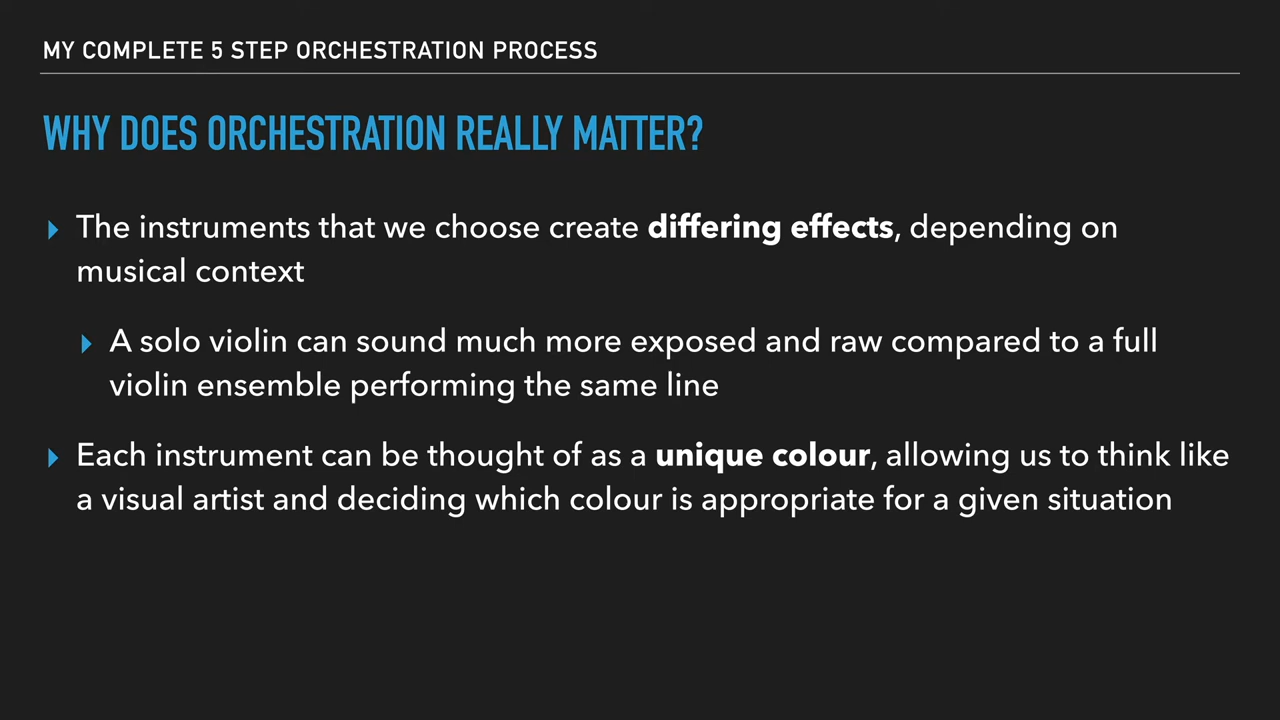 MY COMPLETE 5 STEP ORCHESTRATION PROCESS
WHY DOES ORCHESTRATION REALLY MATTER?
The instruments that we choose create differing effects, depending on
musical context
A solo violin can sound much more exposed and raw compared to a full
violin ensemble performing the same line
Each instrument can be thought of as a unique colour, allowing us to think like
a visual artist and deciding which colour is appropriate for a given situation